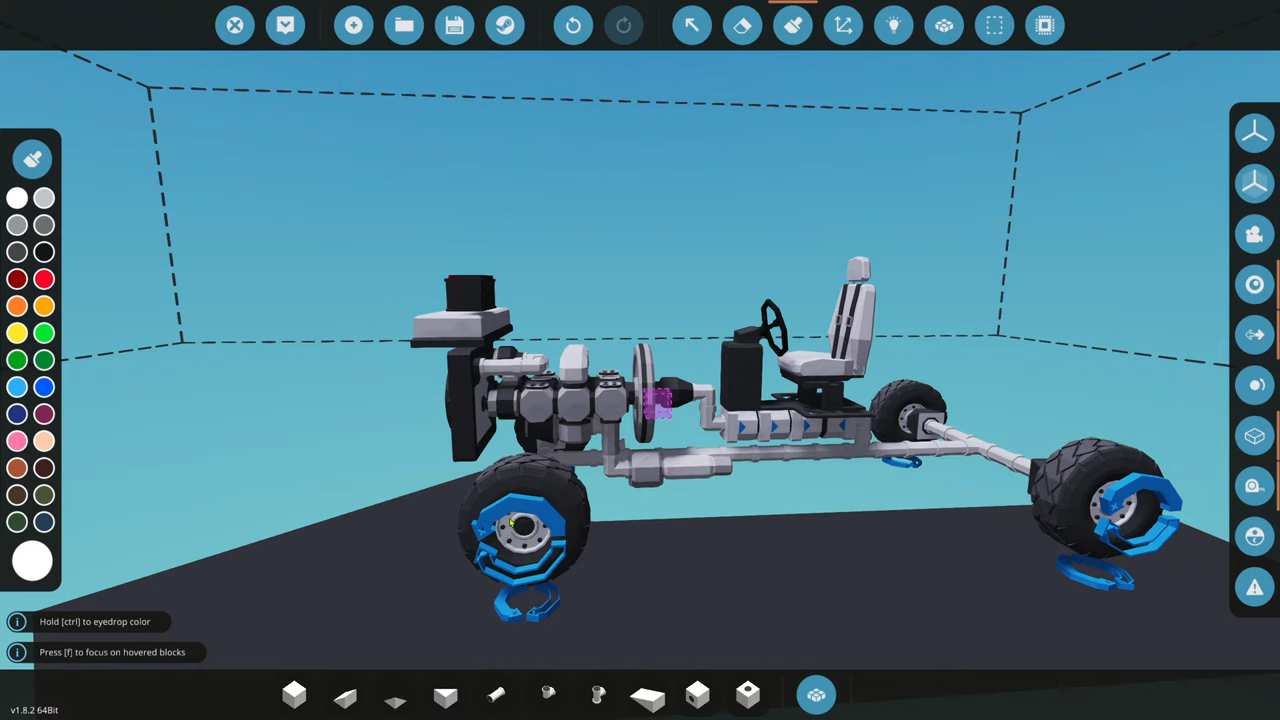 Hold [ctrl] to eyedrop color
Press [f] to focus on hovered blocks
v1.8.2 64Bit